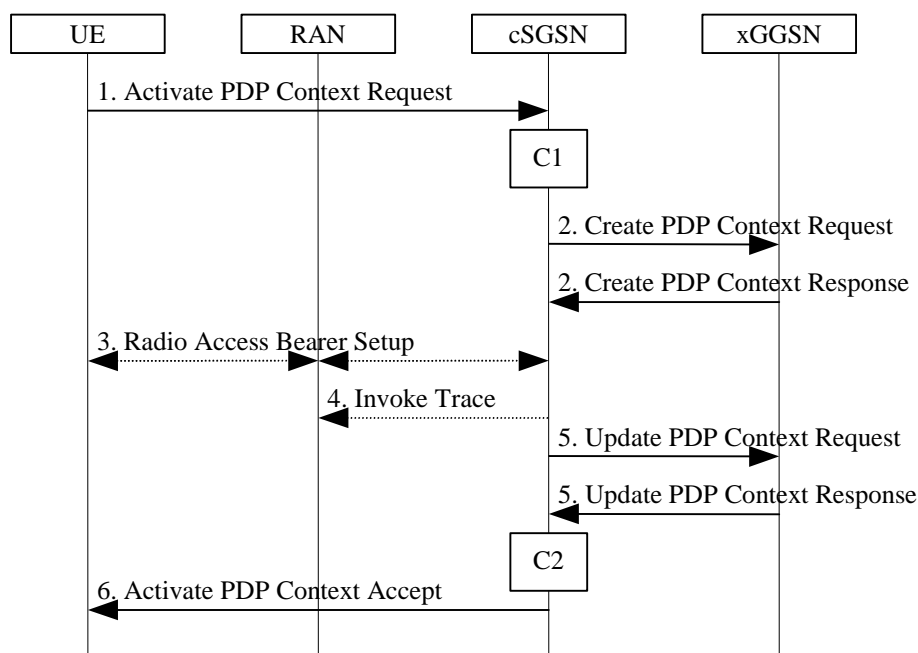 UE
RAN
cSGSN
xGGSN
1. Activate PDP Context Request
C1
2. Create PDP Context Request
2. Create PDP Context Response
3. Radio Access Bearer Setup
4. Invoke Trace
5. Update PDP Context Request
5. Update PDP Context Response
C2
6. Activate PDP Context Accept